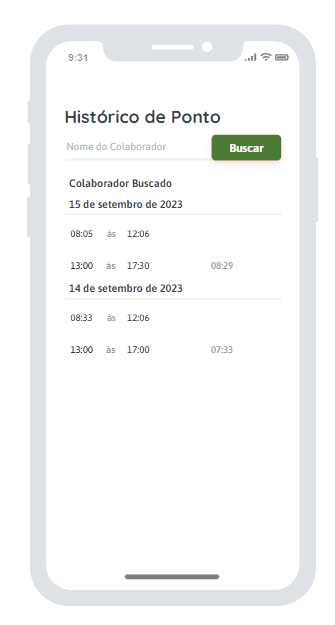 9:31
Histórico de Ponto
Nome do Colaborador Buscar
Colaborador Buscado
15 de setembro de 2023
08:05 às 12:06
13:00 às 17:30 08:29
14 de setembro de 2023
08:33 às 12:06
13:00 às 17:00 07:33